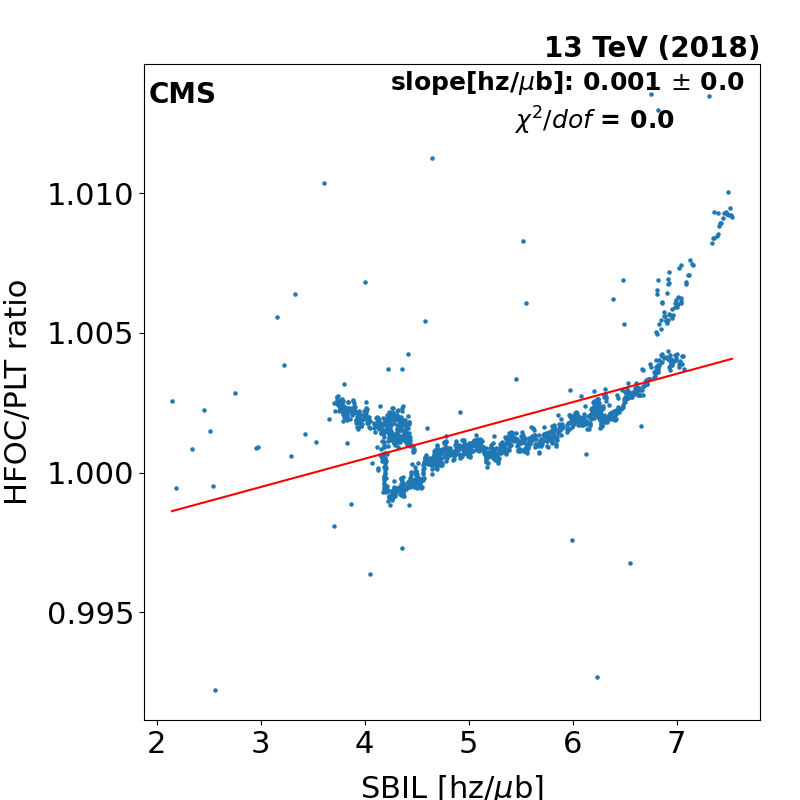 13 TeV (2018)
CMS
slope[hz/μb]: 0.001 ± 0.0
χ²/dof = 0.0
1.010
1.005
1.000
0.995
HFOC/PLT ratio
2 3 4 5 6 7
SBIL [hz/μb]